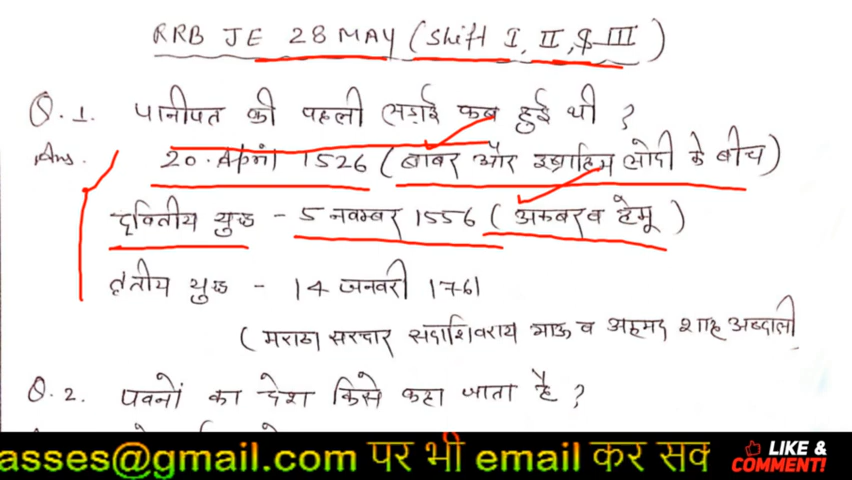 RRB JE 28 MAY (Shift I, II, & III)
Q.1. पानीपत की पहली लड़ाई कब हुई थी ?
Ans. 20. April 1526 (बाबर और इब्राहिम लोदी के बीच)
द्वितीय युद्ध - 5 नवम्बर 1556 (अकबर व हेमू)
तृतीय युद्ध - 14 जनवरी 1761
(मराठा सरदार सदाशिवराय भाऊ व अहमद शाह अब्दाली
Q.2. पवनों का देश किसे कहा जाता है ?
asses@gmail.com पर भी email कर सक
LIKE &
COMMENT!